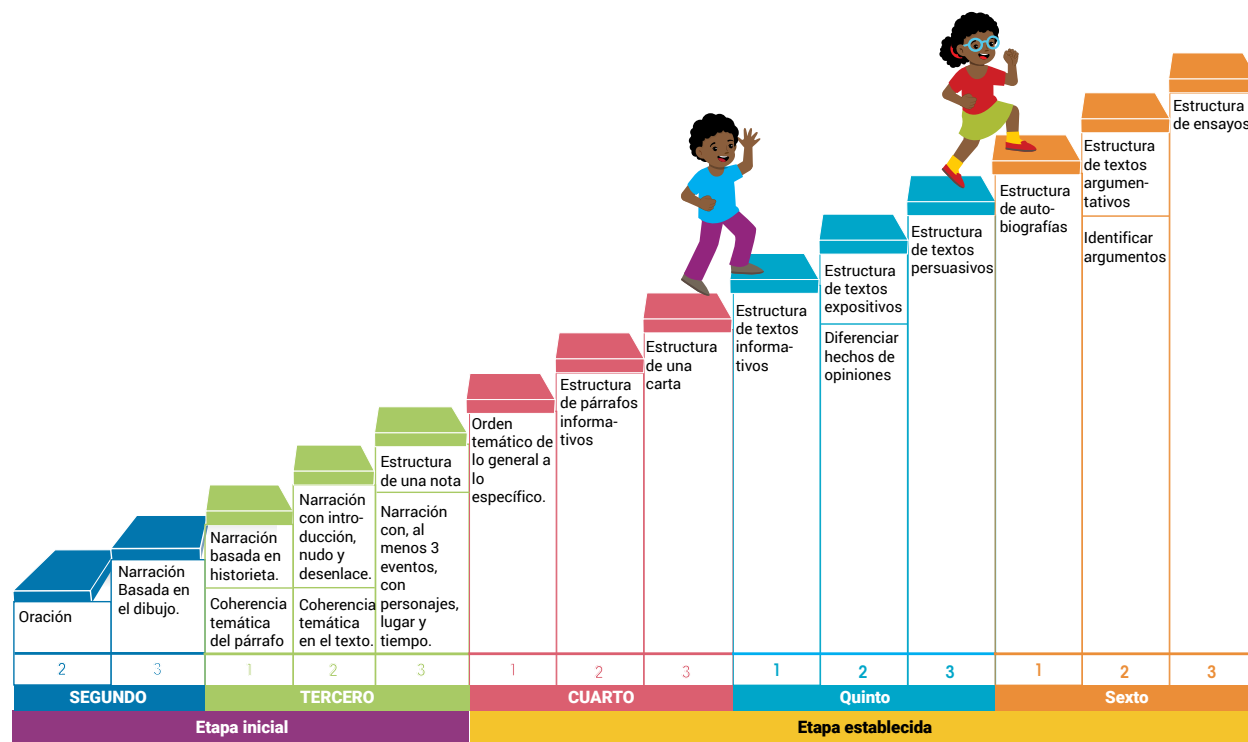 Oración
Narración
Basada en
el dibujo.
Narración
basada en
historieta.
Coherencia
temática
del párrafo
Narración
con intro-
ducción,
nudo y
desenlace.
Coherencia
temática
en el texto.
Estructura
de una nota
Narración
con, al
menos 3
eventos,
con
personajes,
lugar y
tiempo.
Orden
temático de
lo general a
lo
específico.
Estructura
de párrafos
informa-
tivos
Estructura
de una
carta
Estructura
de textos
informa-
tivos
Estructura
de textos
expositivos
Diferenciar
hechos de
opiniones
Estructura
de textos
persuasivos
Estructura
de auto-
biografías
Estructura
de textos
argumen-
tativos
Identificar
argumentos
Estructura
de ensayos
2 3 1 2 3 1 2 3 1 2 3 1 2 3
SEGUNDO TERCERO CUARTO Quinto Sexto
Etapa inicial Etapa establecida